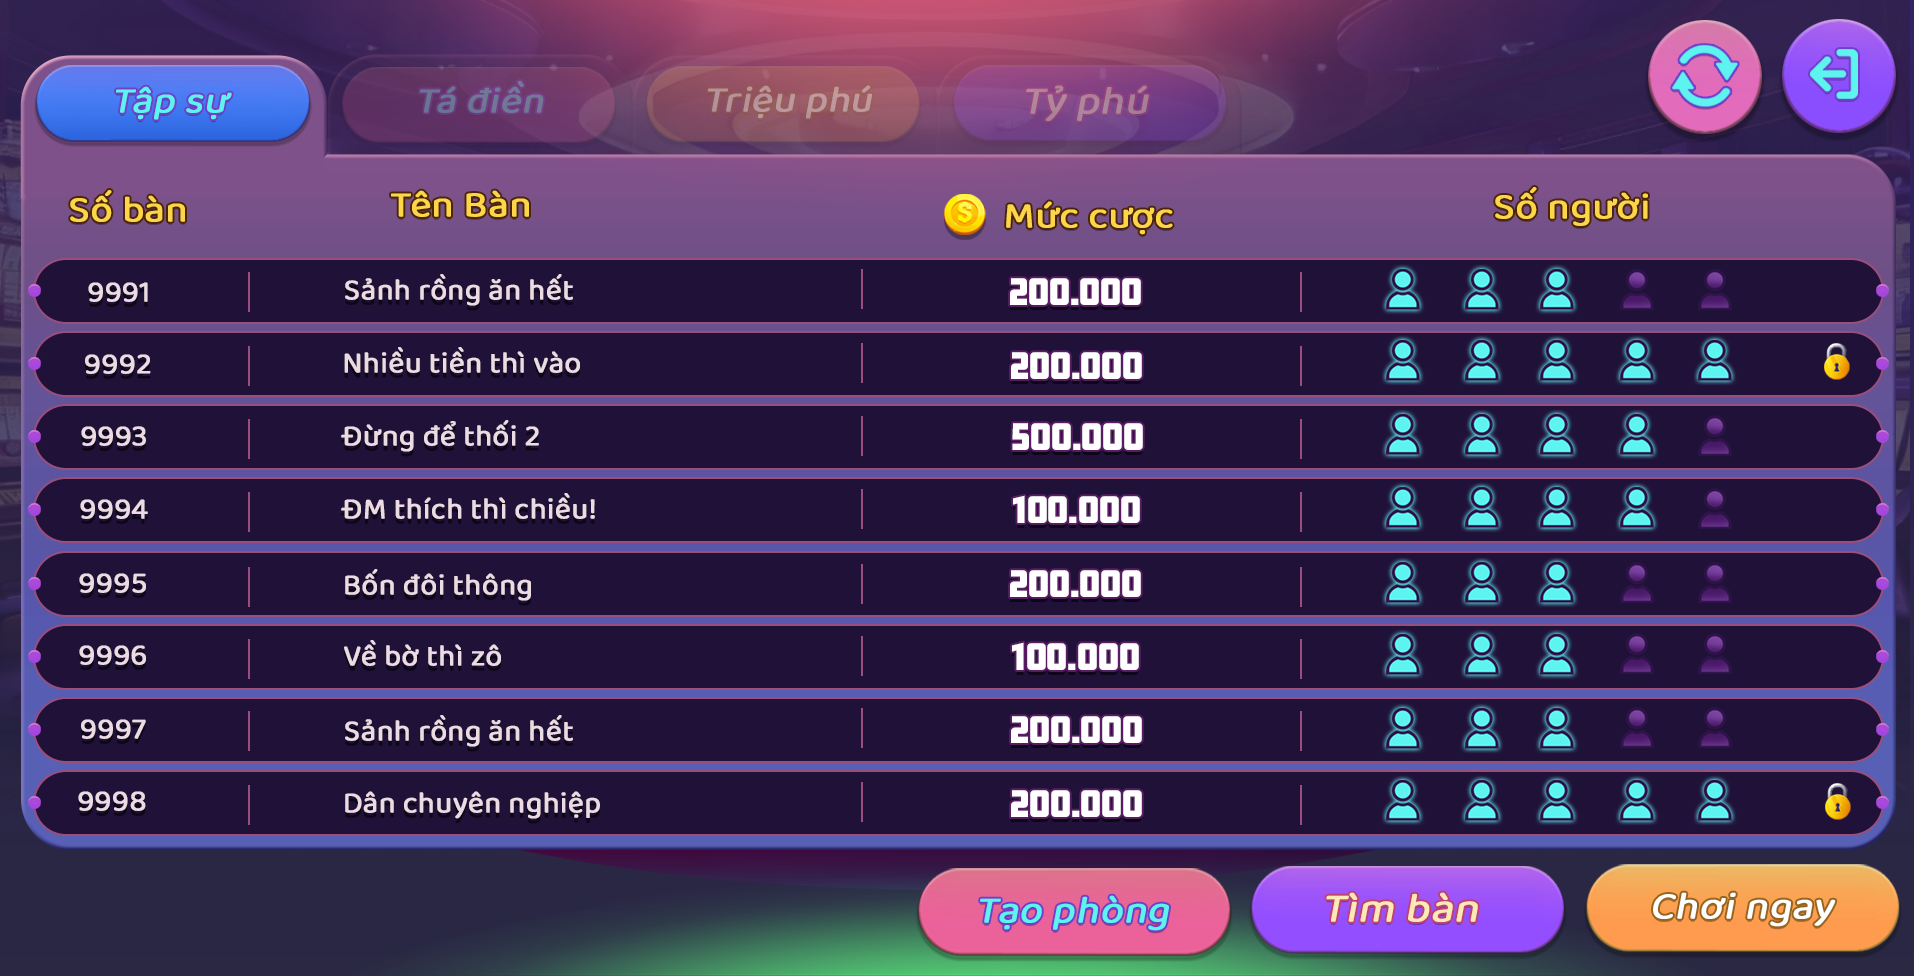 Tập sự Tá điền Triệu phú Tỷ phú
Số bàn Tên Bàn Mức cược Số người
9991 Sảnh rồng ăn hết 200.000
9992 Nhiều tiền thì vào 200.000
9993 Đừng để thối 2 500.000
9994 ĐM thích thì chiều! 100.000
9995 Bốn đôi thông 200.000
9996 Về bờ thì zô 100.000
9997 Sảnh rồng ăn hết 200.000
9998 Dân chuyên nghiệp 200.000
Tạo phòng Tìm bàn Chơi ngay